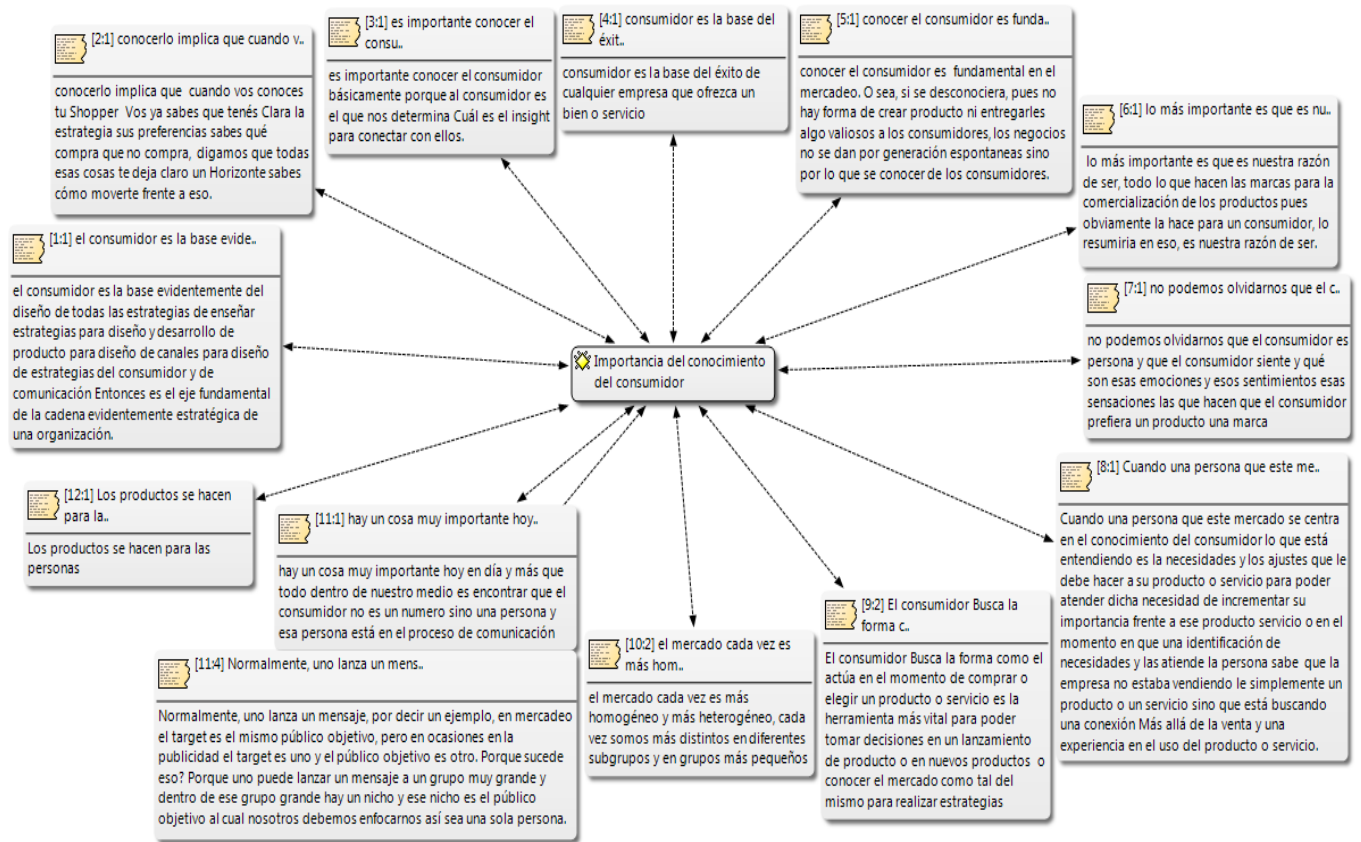 [2:1] conocerlo implica que cuando v..
conocerlo implica que cuando vos conoces
tu Shopper Vos ya sabes que tenés Clara la
estrategia sus preferencias sabes qué
compra que no compra, digamos que todas
esas cosas te deja claro un Horizonte sabes
cómo moverte frente a eso.
[3:1] es importante conocer el
consu..
es importante conocer el consumidor
básicamente porque al consumidor es
el que nos determina Cuál es el insight
para conectar con ellos.
[4:1] consumidor es la base del
éxit..
consumidor es la base del éxito de
cualquier empresa que ofrezca un
bien o servicio
[5:1] conocer el consumidor es funda..
conocer el consumidor es fundamental en el
mercadeo. O sea, si se desconociera, pues no
hay forma de crear producto ni entregarles
algo valiosos a los consumidores, los negocios
no se dan por generación espontaneas sino
por lo que se conocer de los consumidores.
[6:1] lo más importante es que es nu..
lo más importante es que es nuestra razón
de ser, todo lo que hacen las marcas para la
comercialización de los productos pues
obviamente la hace para un consumidor, lo
resumiria en eso, es nuestra razón de ser.
[1:1] el consumidor es la base evide..
el consumidor es la base evidentemente del
diseño de todas las estrategias de enseñar
estrategias para diseño y desarrollo de
producto para diseño de canales para diseño
de estrategias del consumidor y de
comunicación Entonces es el eje fundamental
de la cadena evidentemente estratégica de
una organización.
Importancia del conocimiento
del consumidor
[7:1] no podemos olvidarnos que el c..
no podemos olvidarnos que el consumidor es
persona y que el consumidor siente y qué
son esas emociones y esos sentimientos esas
sensaciones las que hacen que el consumidor
prefiera un producto una marca
[8:1] Cuando una persona que este me..
Cuando una persona que este mercado se centra
en el conocimiento del consumidor lo que está
entendiendo es la necesidades y los ajustes que le
debe hacer a su producto o servicio para poder
atender dicha necesidad de incrementar su
importancia frente a ese producto servicio o en el
momento en que una identificación de
necesidades y las atiende la persona sabe que la
empresa no estaba vendiendo le simplemente un
producto o un servicio sino que está buscando
una conexión Más allá de la venta y una
experiencia en el uso del producto o servicio.
[12:1] Los productos se hacen
para la..
Los productos se hacen para las
personas
[11:1] hay un cosa muy importante hoy..
hay un cosa muy importante hoy en día y más que
todo dentro de nuestro medio es encontrar que el
consumidor no es un numero sino una persona y
esa persona está en el proceso de comunicación
[11:4] Normalmente, uno lanza un mens..
Normalmente, uno lanza un mensaje, por decir un ejemplo, en mercadeo
el target es el mismo público objetivo, pero en ocasiones en la
publicidad el target es uno y el público objetivo es otro. Porque sucede
eso? Porque uno puede lanzar un mensaje a un grupo muy grande y
dentro de ese grupo grande hay un nicho y ese nicho es el público
objetivo al cual nosotros debemos enfocarnos así sea una sola persona.
[10:2] el mercado cada vez es
más hom..
el mercado cada vez es más
homogéneo y más heterogéneo, cada
vez somos más distintos en diferentes
subgrupos y en grupos más pequeños
[9:2] El consumidor Busca la
forma c..
El consumidor Busca la forma como el
actúa en el momento de comprar o
elegir un producto o servicio es la
herramienta más vital para poder
tomar decisiones en un lanzamiento
de producto o en nuevos productos o
conocer el mercado como tal del
mismo para realizar estrategias